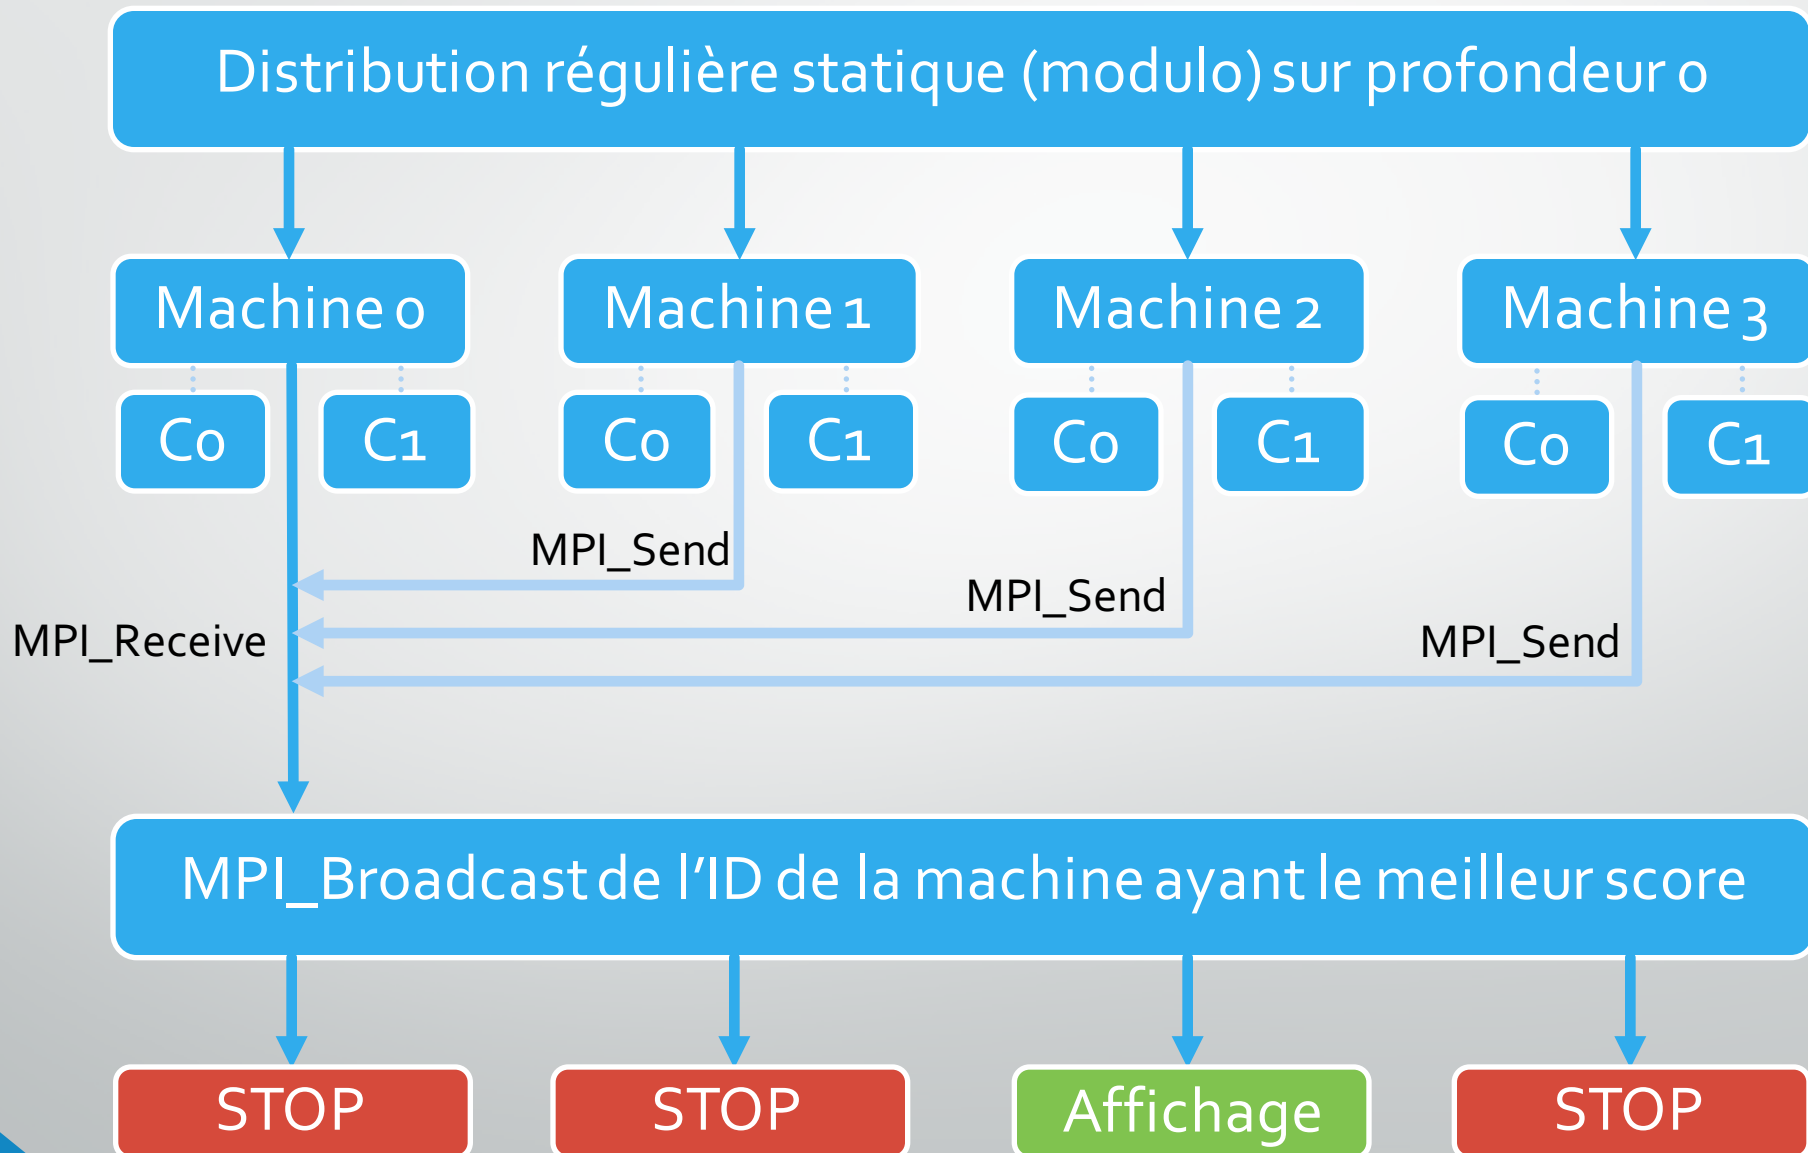 Distribution régulière statique (modulo) sur profondeur 0
Machine 0
Machine 1
Machine 2
Machine 3
C0
C1
C0
C1
C0
C1
C0
C1
MPI_Send
MPI_Send
MPI_Receive
MPI_Send
MPI_Broadcast de l’ID de la machine ayant le meilleur score
STOP
STOP
Affichage
STOP